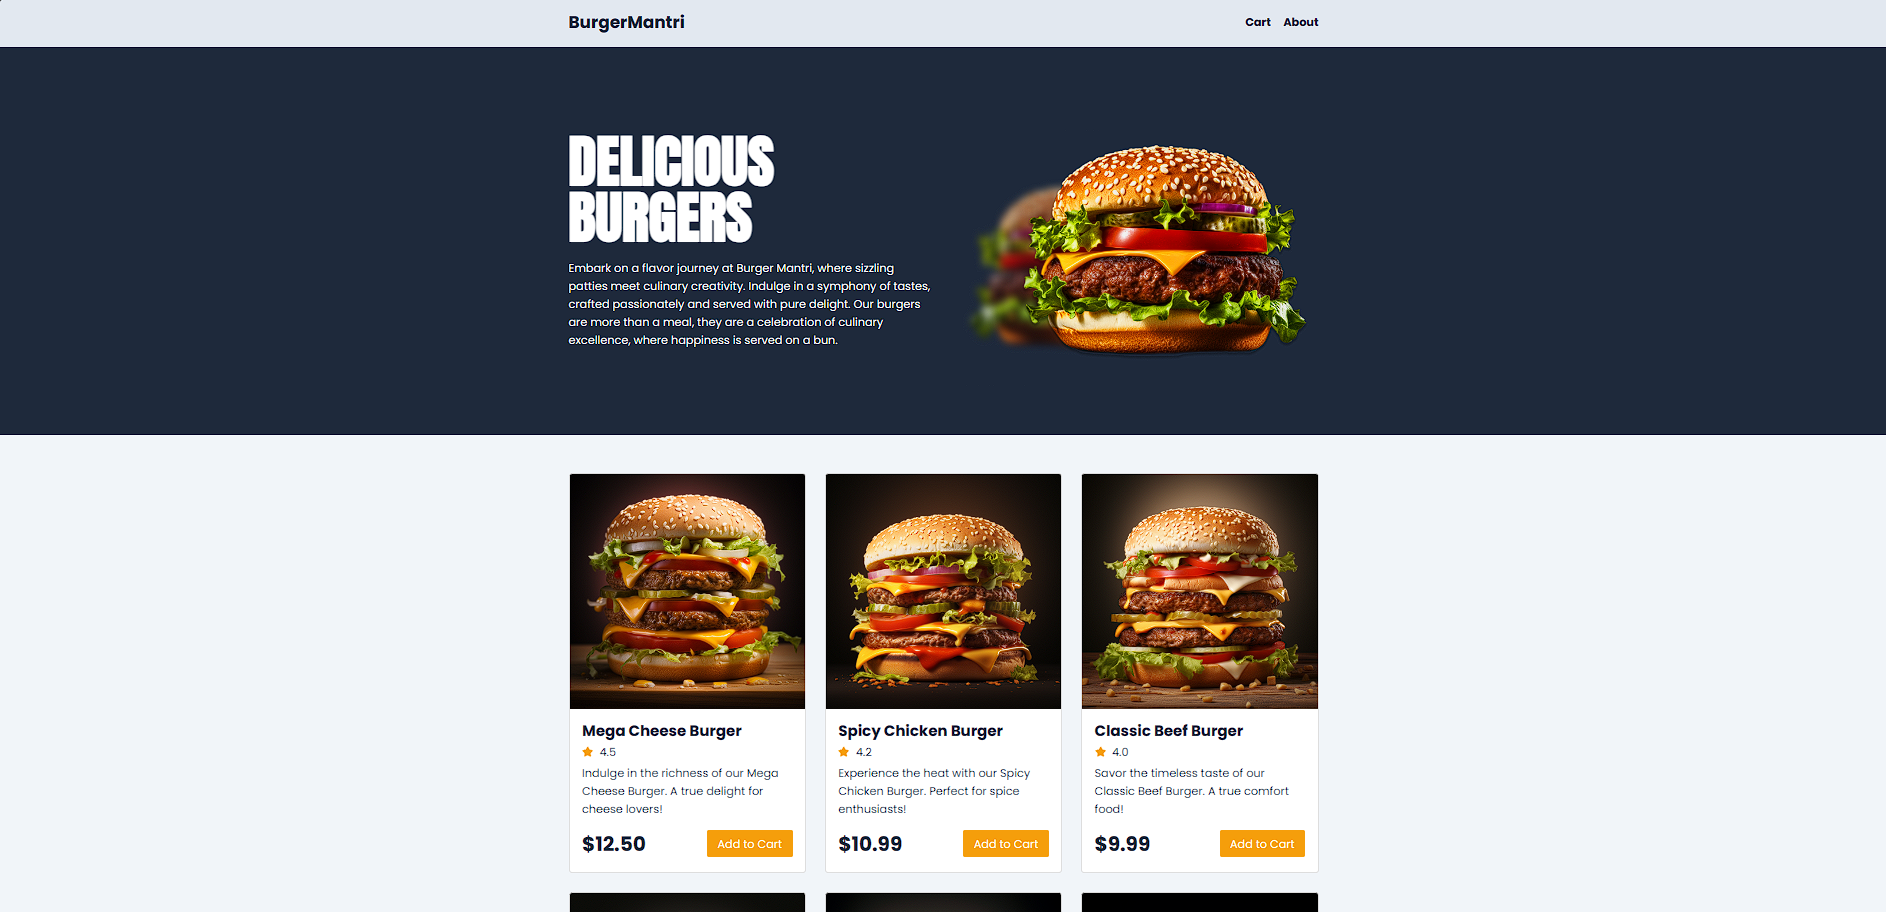 BurgerMantri
Cart About
DELICIOUS
BURGERS
Embark on a flavor journey at Burger Mantri, where sizzling
patties meet culinary creativity. Indulge in a symphony of tastes,
crafted passionately and served with pure delight. Our burgers
are more than a meal, they are a celebration of culinary
excellence, where happiness is served on a bun.
Mega Cheese Burger
4.5
Indulge in the richness of our Mega
Cheese Burger. A true delight for
cheese lovers!
$12.50 Add to Cart
Spicy Chicken Burger
4.2
Experience the heat with our Spicy
Chicken Burger. Perfect for spice
enthusiasts!
$10.99 Add to Cart
Classic Beef Burger
4.0
Savor the timeless taste of our
Classic Beef Burger. A true comfort
food!
$9.99 Add to Cart